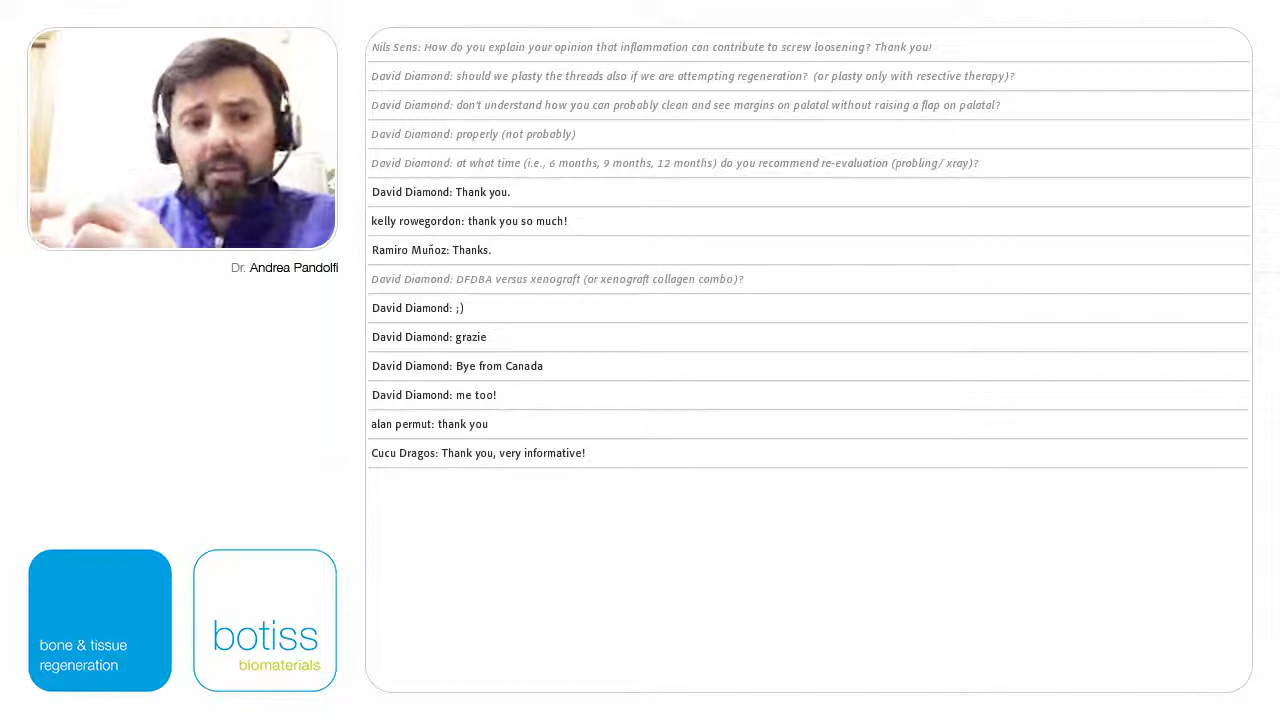 Nils Sens: How do you explain your opinion that inflammation can contribute to screw loosening? Thank you!
David Diamond: should we plasty the threads also if we are attempting regeneration? (or plasty only with resective therapy)?
David Diamond: don't understand how you can probably clean and see margins on palatal without raising a flap on palatal?
David Diamond: properly (not probably)
David Diamond: at what time (i.e., 6 months, 9 months, 12 months) do you recommend re-evaluation (probling/ xray)?
David Diamond: Thank you.
kelly rowegordon: thank you so much!
Ramiro Muñoz: Thanks.
David Diamond: DFDBA versus xenograft (or xenograft collagen combo)?
David Diamond: ;)
David Diamond: grazie
David Diamond: Bye from Canada
David Diamond: me too!
alan permut: thank you
Cucu Dragos: Thank you, very informative!
Dr. Andrea Pandolfi
bone & tissue
regeneration
botiss
biomaterials